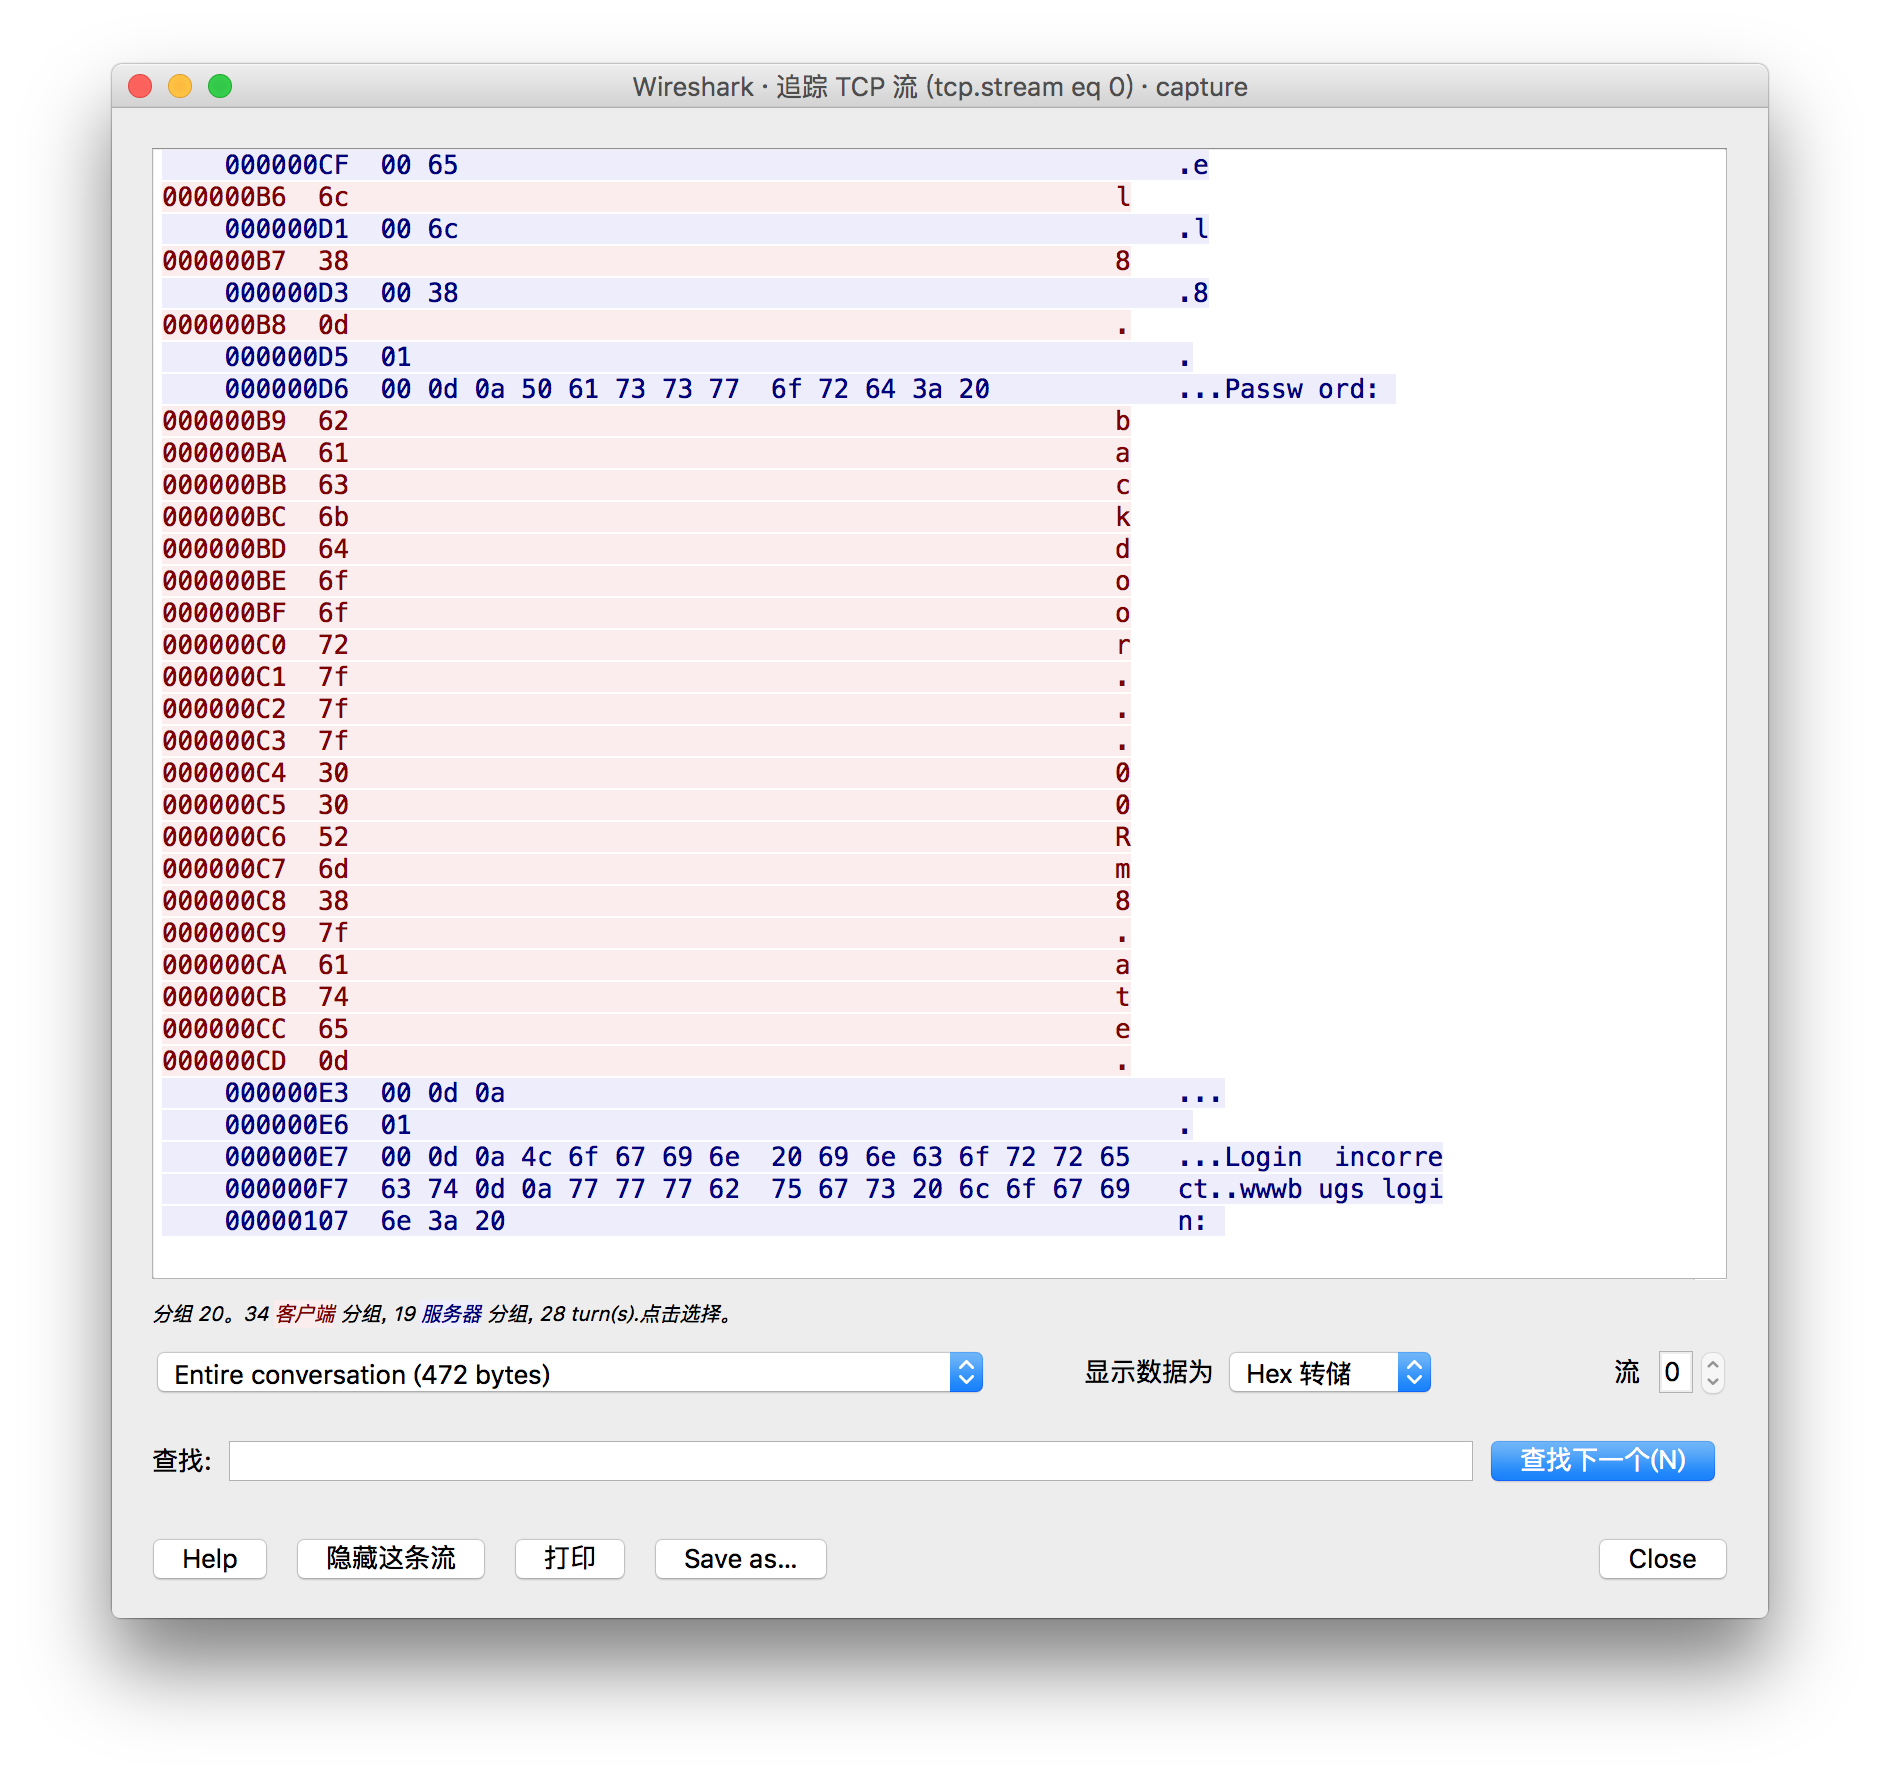 Wireshark · 追踪 TCP 流 (tcp.stream eq 0) · capture
000000CF 00 65 .e
000000B6 6c l
000000D1 00 6c .l
000000B7 38 8
000000D3 00 38 .8
000000B8 0d .
000000D5 01 .
000000D6 00 0d 0a 50 61 73 73 77 6f 72 64 3a 20 ...Passw ord:
000000B9 62 b
000000BA 61 a
000000BB 63 c
000000BC 6b k
000000BD 64 d
000000BE 6f o
000000BF 6f o
000000C0 72 r
000000C1 7f .
000000C2 7f .
000000C3 7f .
000000C4 30 0
000000C5 30 0
000000C6 52 R
000000C7 6d m
000000C8 38 8
000000C9 7f .
000000CA 61 a
000000CB 74 t
000000CC 65 e
000000CD 0d .
000000E3 00 0d 0a ...
000000E6 01 .
000000E7 00 0d 0a 4c 6f 67 69 6e 20 69 6e 63 6f 72 72 65 ...Login incorre
000000F7 63 74 0d 0a 77 77 77 62 75 67 73 20 6c 6f 67 69 ct..wwwb ugs logi
00000107 6e 3a 20 n:
分组 20。34 客户端 分组, 19 服务器 分组, 28 turn(s).点击选择。
Entire conversation (472 bytes) 显示数据为 Hex 转储 流 0
查找: 查找下一个(N)
Help 隐藏这条流 打印 Save as... Close